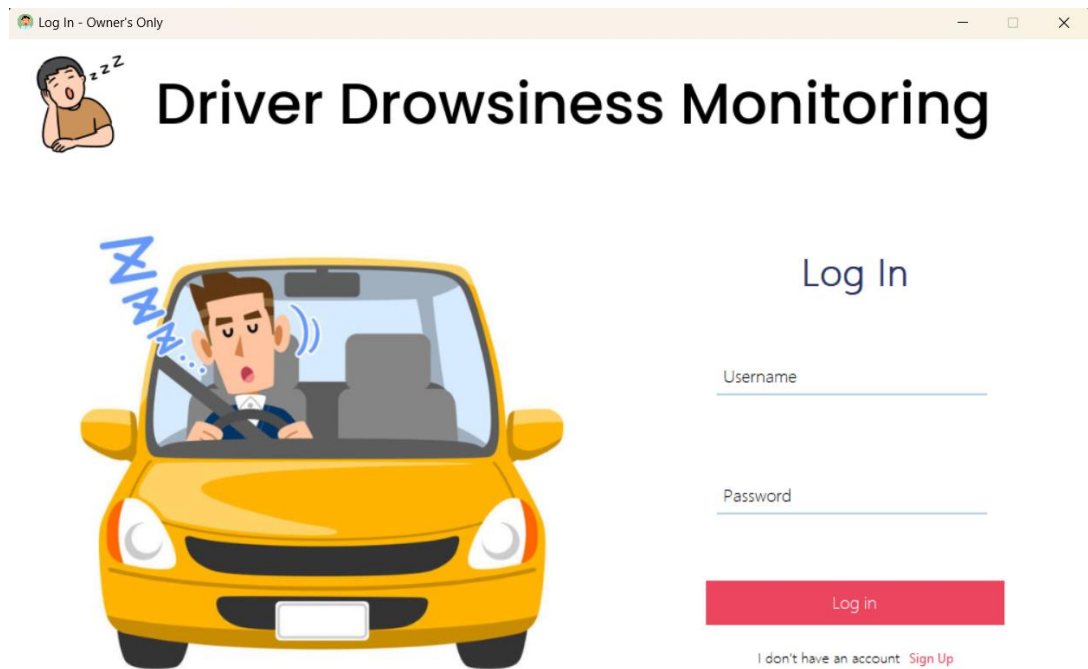 Log In - Owner's Only
z z Z
Driver Drowsiness Monitoring
Z Z Z...
Log In
Username
Password
Log in
I don't have an account Sign Up